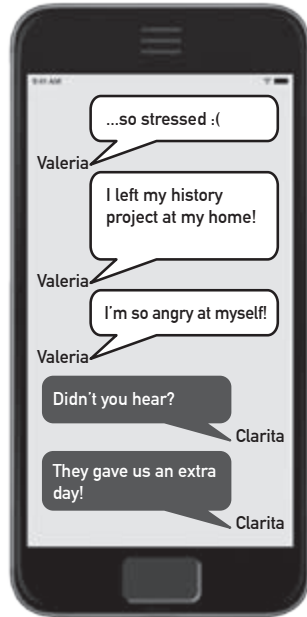 9:41 AM
...so stressed :(
Valeria
I left my history
project at my home!
Valeria
I'm so angry at myself!
Valeria
Didn't you hear?
Clarita
They gave us an extra
day!
Clarita